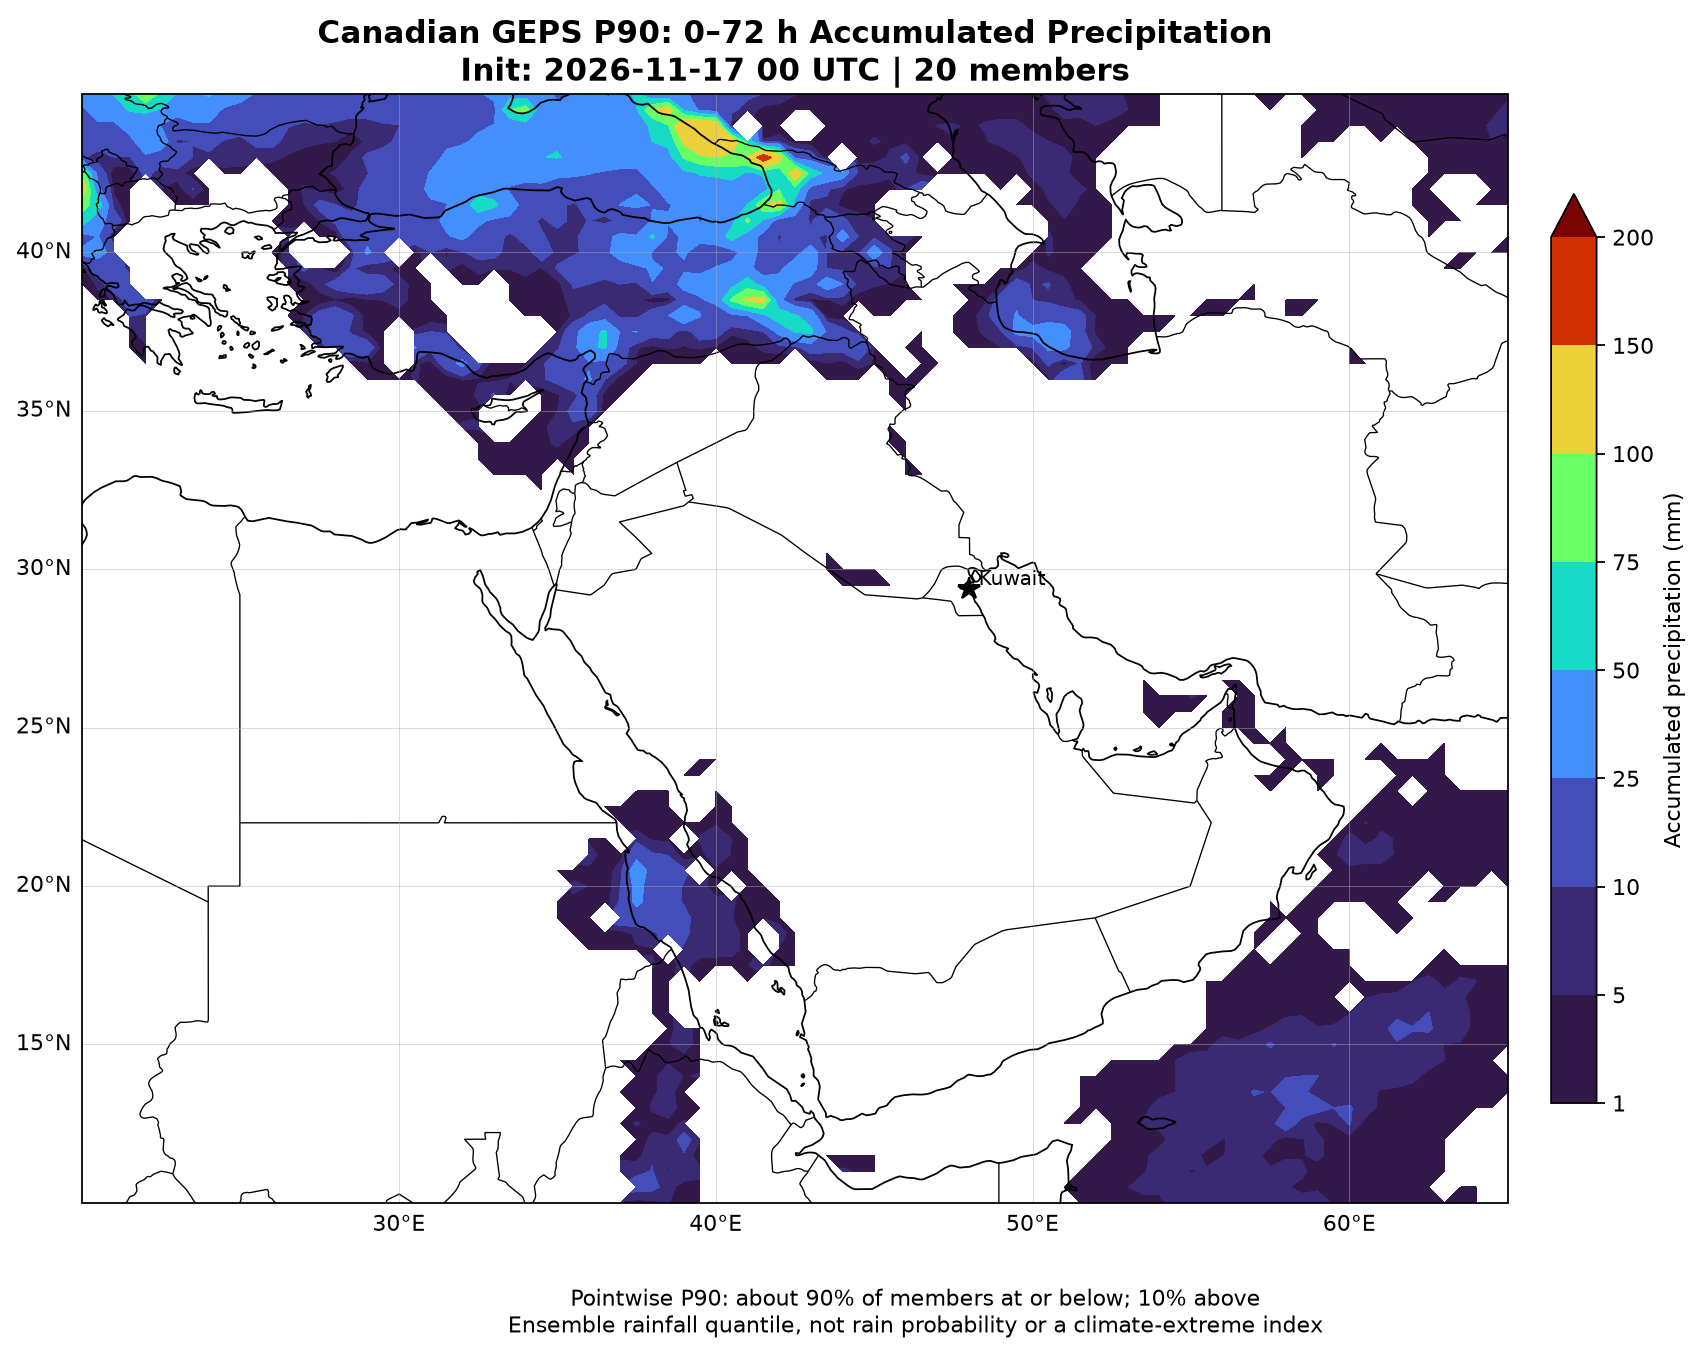 Canadian GEPS P90: 0–72 h Accumulated Precipitation
Init: 2026-11-17 00 UTC | 20 members
40°N
35°N
30°N
25°N
20°N
15°N
30°E
40°E
50°E
60°E
Kuwait
200
150
100
75
50
25
10
5
1
Accumulated precipitation (mm)
Pointwise P90: about 90% of members at or below; 10% above
Ensemble rainfall quantile, not rain probability or a climate-extreme index